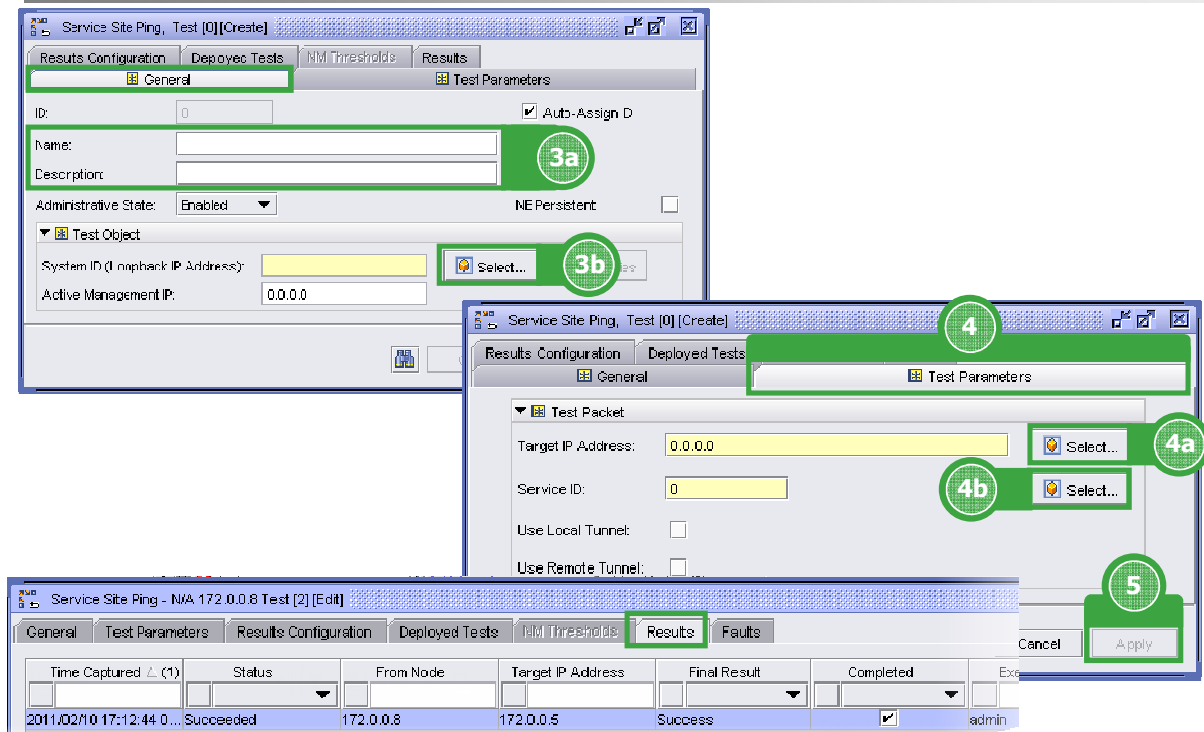 Service Site Ping, Test [0] [Create]
Results Configuration Deployed Tests NM Thresholds Results
General Test Parameters
ID: 0 Auto-Assign ID
Name:
Description:
3a
Administrative State: Enabled NE Persistent
Test Object
System ID (Loopback IP Address): Select... 3b
Active Management IP: 0.0.0.0
Service Site Ping, Test [0] [Create]
4
Results Configuration Deployed Tests
General Test Parameters
Test Packet
Target IP Address: 0.0.0.0 Select... 4a
Service ID: 0 4b Select...
Use Local Tunnel:
Use Remote Tunnel:
5
Cancel Apply
Service Site Ping - N/A 172.0.0.8 Test [2] [Edit]
General Test Parameters Results Configuration Deployed Tests NM Thresholds Results Faults
Time Captured (1) Status From Node Target IP Address Final Result Completed Exe
2011/02/10 17:12:44 0... Succeeded 172.0.0.8 172.0.0.5 Success admin